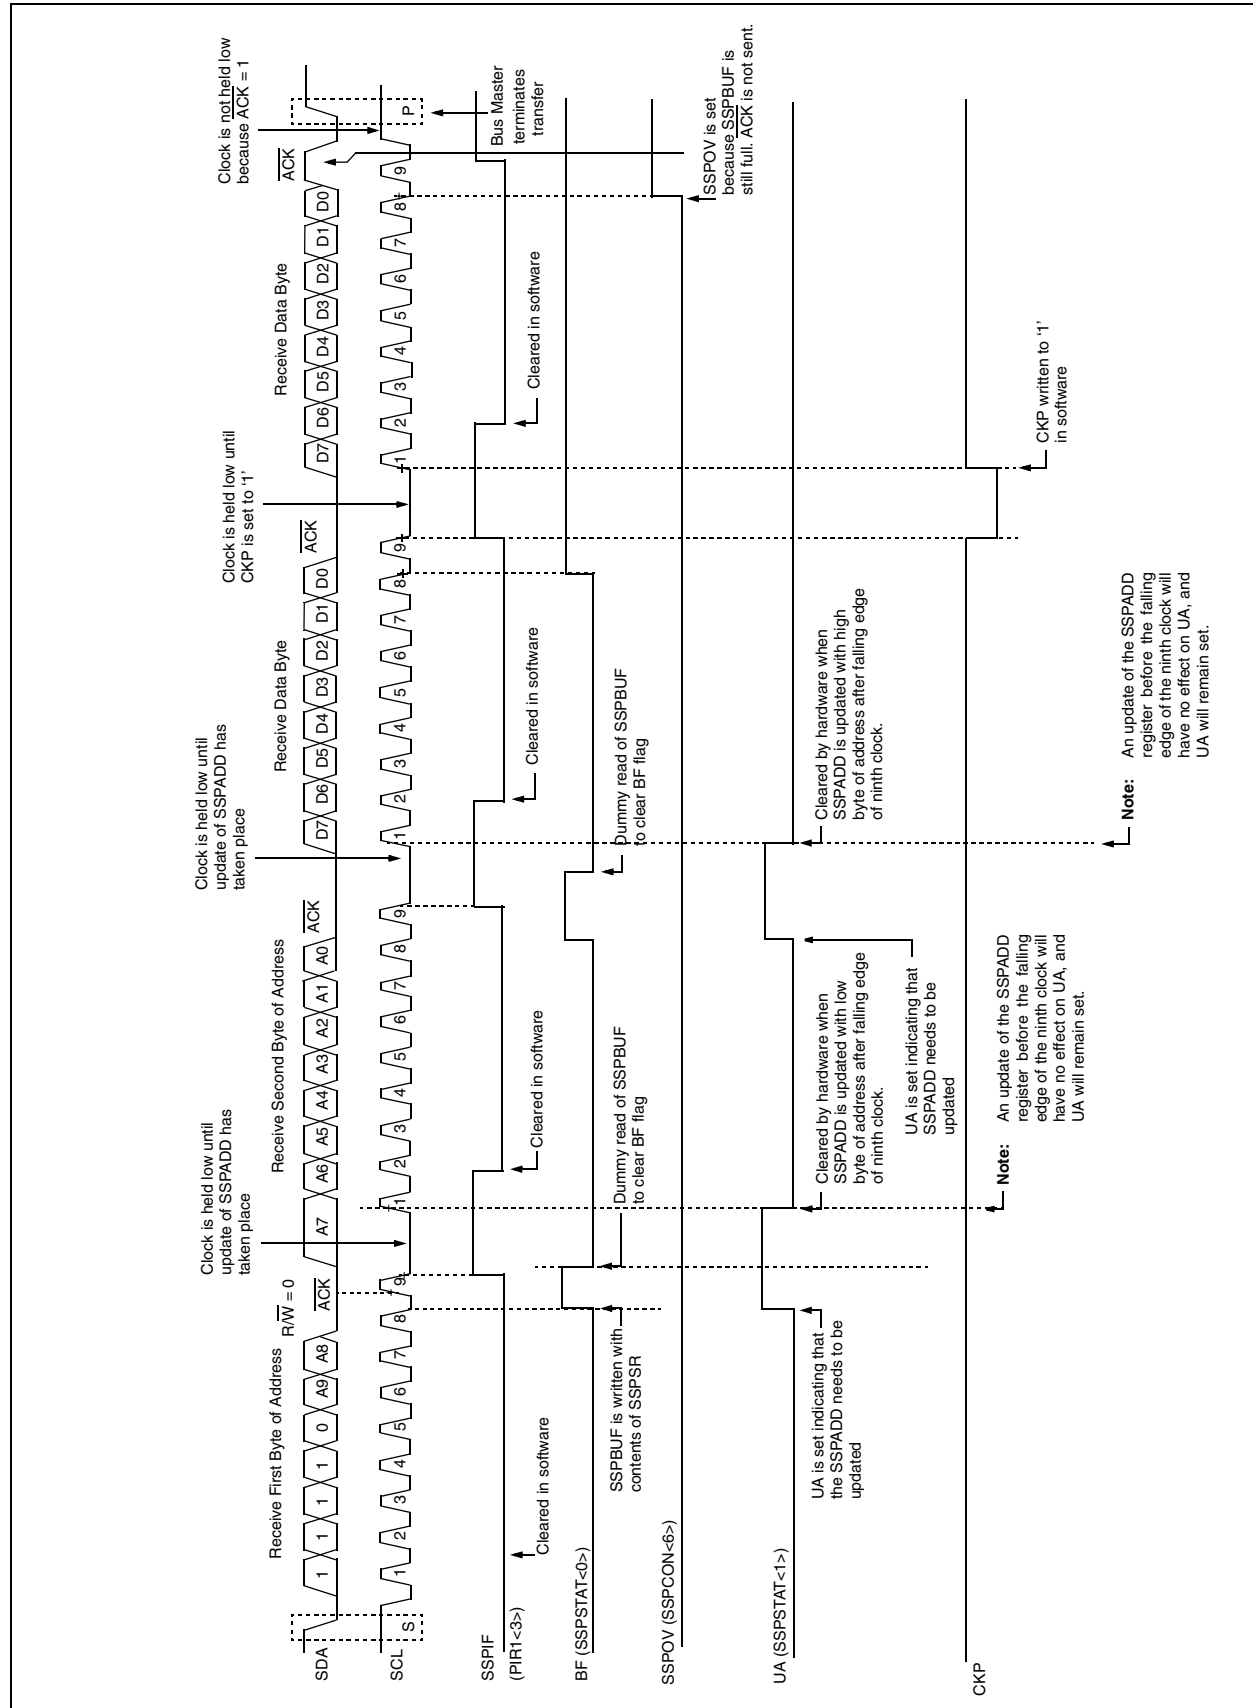 Receive First Byte of Address
R/W = 0
Clock is held low until
update of SSPADD has
taken place
Receive Second Byte of Address
Clock is held low until
update of SSPADD has
taken place
Receive Data Byte
Clock is held low until
CKP is set to ‘1’
Receive Data Byte
Clock is not held low
because ACK = 1
SDA
1 1 1 1 0 A9 A8 ACK
A7 A6 A5 A4 A3 A2 A1 A0 ACK
D7 D6 D5 D4 D3 D2 D1 D0 ACK
D7 D6 D5 D4 D3 D2 D1 D0 ACK
SCL
S 1 2 3 4 5 6 7 8 9
1 2 3 4 5 6 7 8 9
1 2 3 4 5 6 7 8 9
1 2 3 4 5 6 7 8 9 P
Bus Master
terminates
transfer
SSPIF
(PIR1<3>)
Cleared in software
Cleared in software
Cleared in software
Cleared in software
BF (SSPSTAT<0>)
SSPBUF is written with
contents of SSPSR
Dummy read of SSPBUF
to clear BF flag
Dummy read of SSPBUF
to clear BF flag
SSPOV (SSPCON<6>)
SSPOV is set
because SSPBUF is
still full. ACK is not sent.
UA (SSPSTAT<1>)
UA is set indicating that
the SSPADD needs to be
updated
Cleared by hardware when
SSPADD is updated with low
byte of address after falling edge
of ninth clock.
UA is set indicating that
SSPADD needs to be
updated
Cleared by hardware when
SSPADD is updated with high
byte of address after falling edge
of ninth clock.
CKP
CKP written to ‘1’
in software
Note: An update of the SSPADD
register before the falling
edge of the ninth clock will
have no effect on UA, and
UA will remain set.
Note: An update of the SSPADD
register before the falling
edge of the ninth clock will
have no effect on UA, and
UA will remain set.